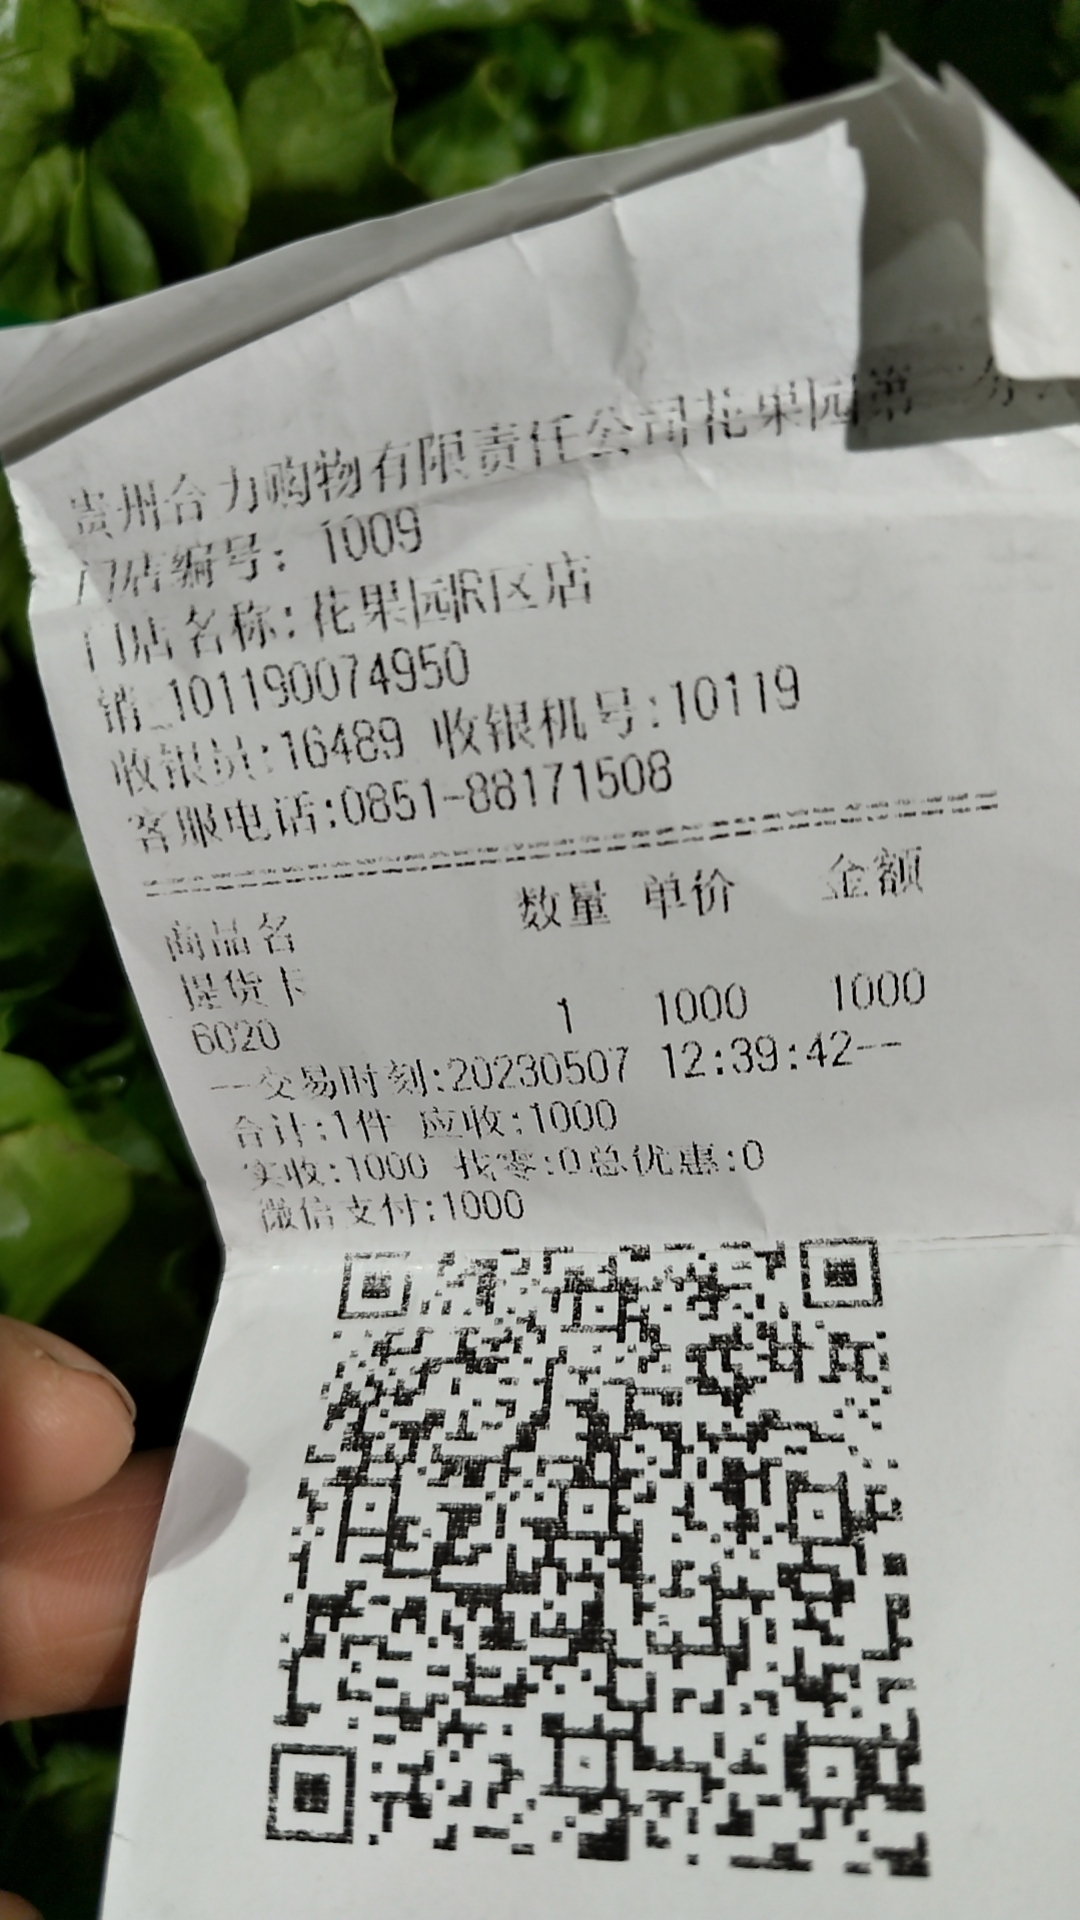 贵州合力购物有限责任公司花果园第二分
门店编号: 1009
门店名称:花果园R区店
销_101190074950
收银员:16489 收银机号:10119
客服电话:0851-88171508
商品名 数量 单价 金额
提货卡
6020 1 1000 1000
--交易时刻:20230507 12:39:42--
合计:1件 应收:1000
实收:1000 找零:0总优惠:0
微信支付:1000